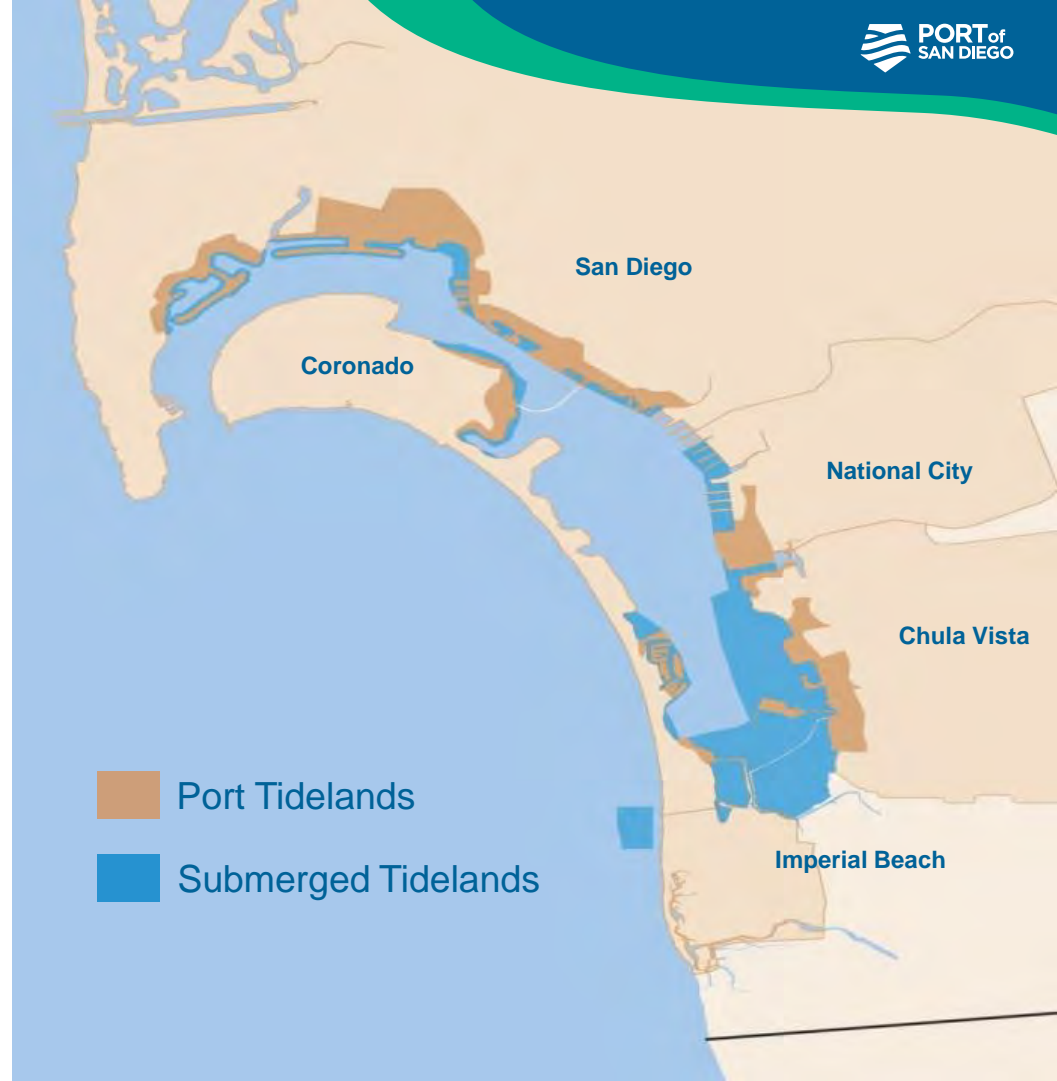 PORT of
SAN DIEGO
San Diego
Coronado
National City
Chula Vista
Port Tidelands
Submerged Tidelands
Imperial Beach